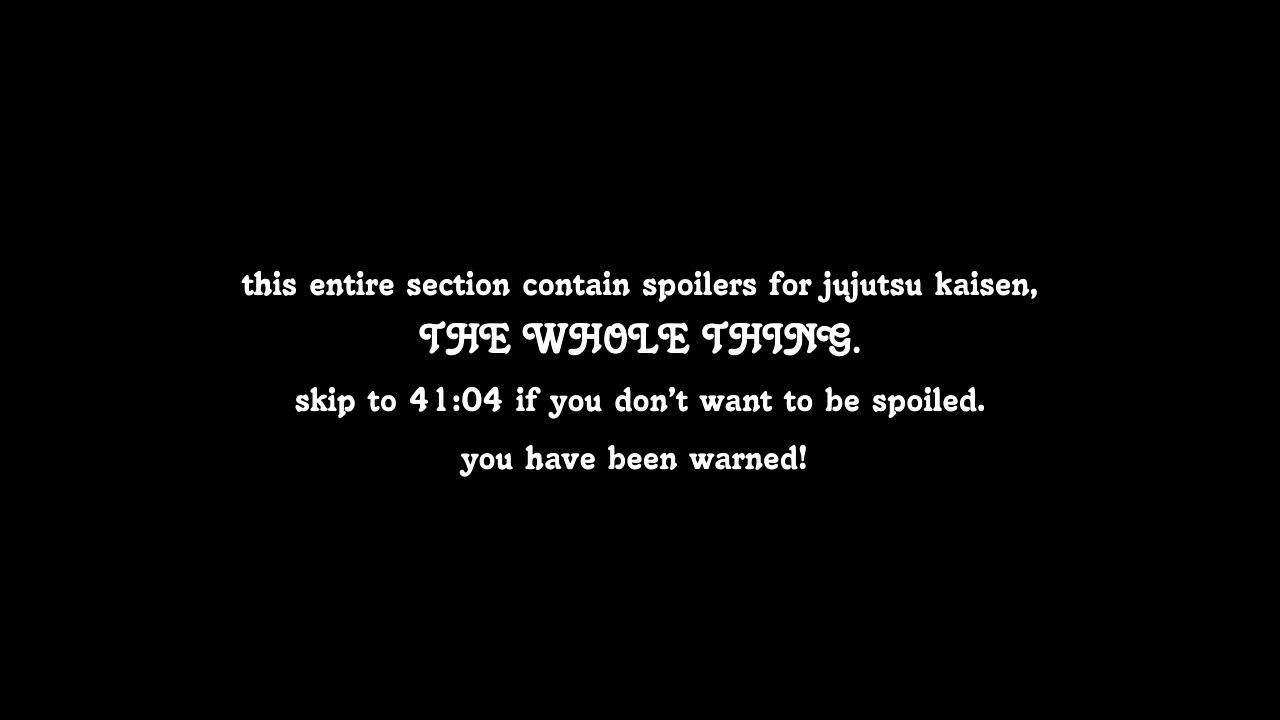 this entire section contain spoilers for jujutsu kaisen,
THE WHOLE THING.
skip to 41:04 if you don't want to be spoiled.
you have been warned!